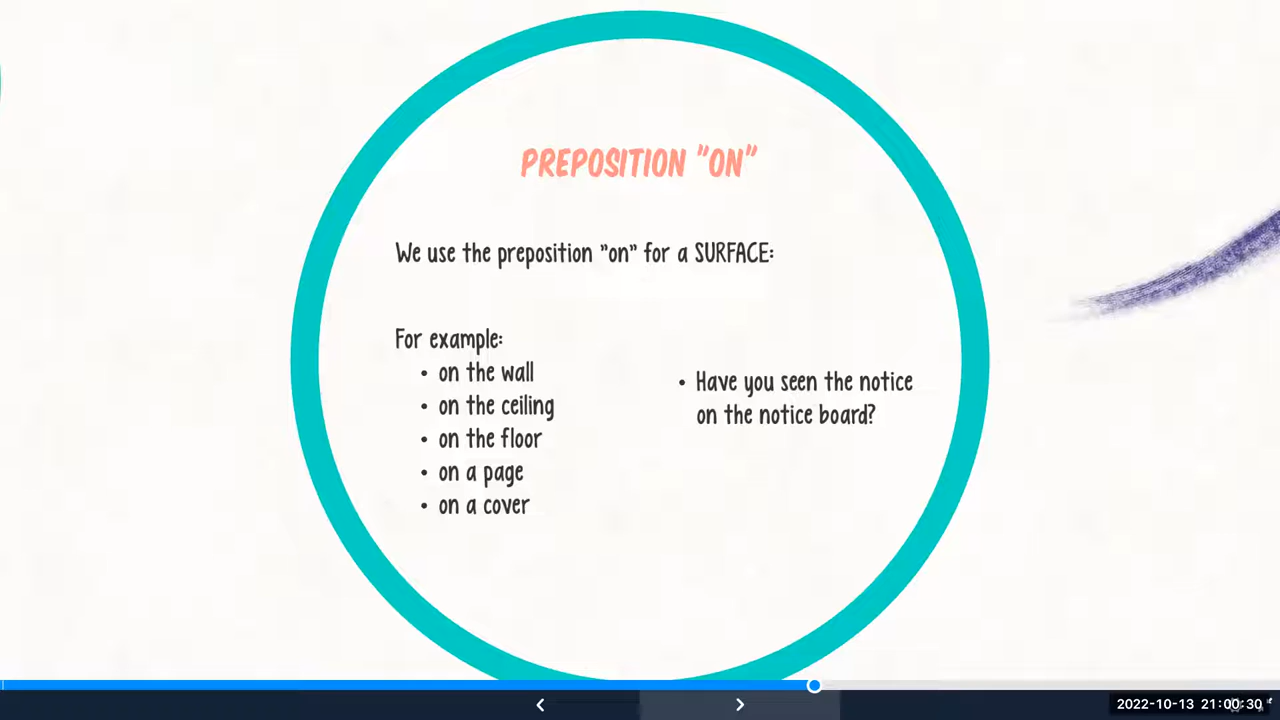 PREPOSITION "ON"
We use the preposition "on" for a SURFACE:
For example:
• on the wall
• on the ceiling
• on the floor
• on a page
• on a cover
• Have you seen the notice
on the notice board?
2022-10-13 21:00:30